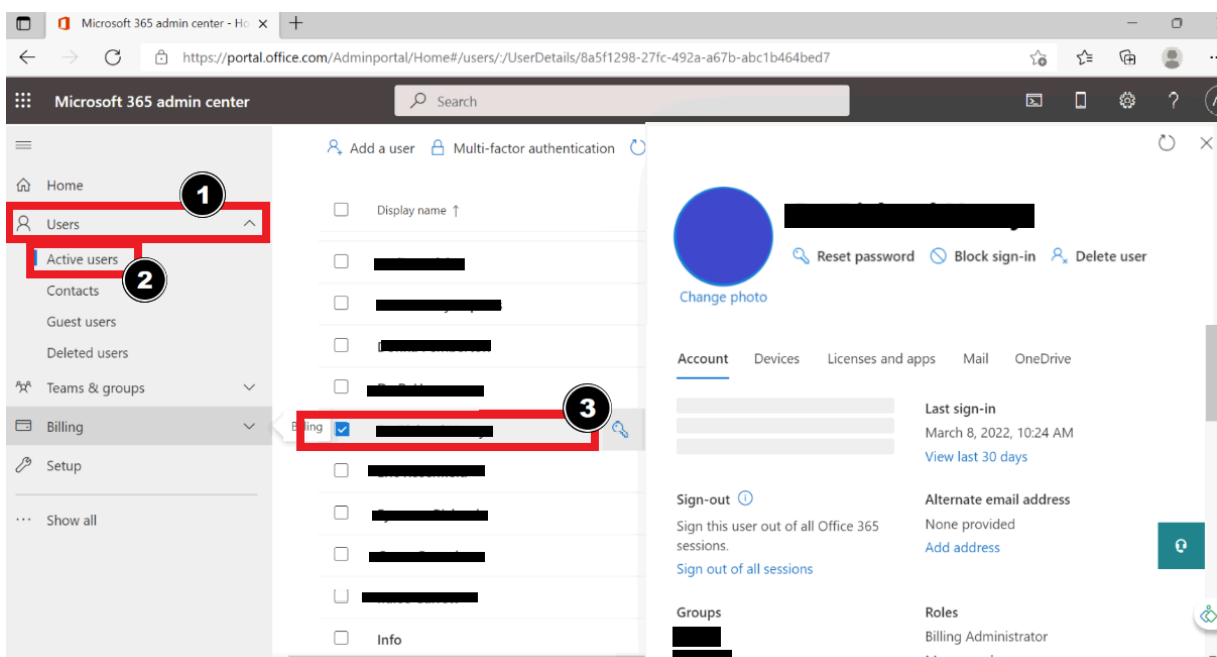 Microsoft 365 admin center - Ho
https://portal.office.com/Adminportal/Home#/users/:/UserDetails/8a5f1298-27fc-492a-a67b-abc1b464bed7
Microsoft 365 admin center
Search
Add a user
Multi-factor authentication
Home
1
Users
Active users
2
Contacts
Guest users
Deleted users
Teams & groups
Billing
Setup
Show all
Display name ↑
Billing
3
Info
Reset password
Block sign-in
Delete user
Change photo
Account
Devices
Licenses and apps
Mail
OneDrive
Last sign-in
March 8, 2022, 10:24 AM
View last 30 days
Sign-out
Sign this user out of all Office 365
sessions.
Sign out of all sessions
Alternate email address
None provided
Add address
Groups
Roles
Billing Administrator